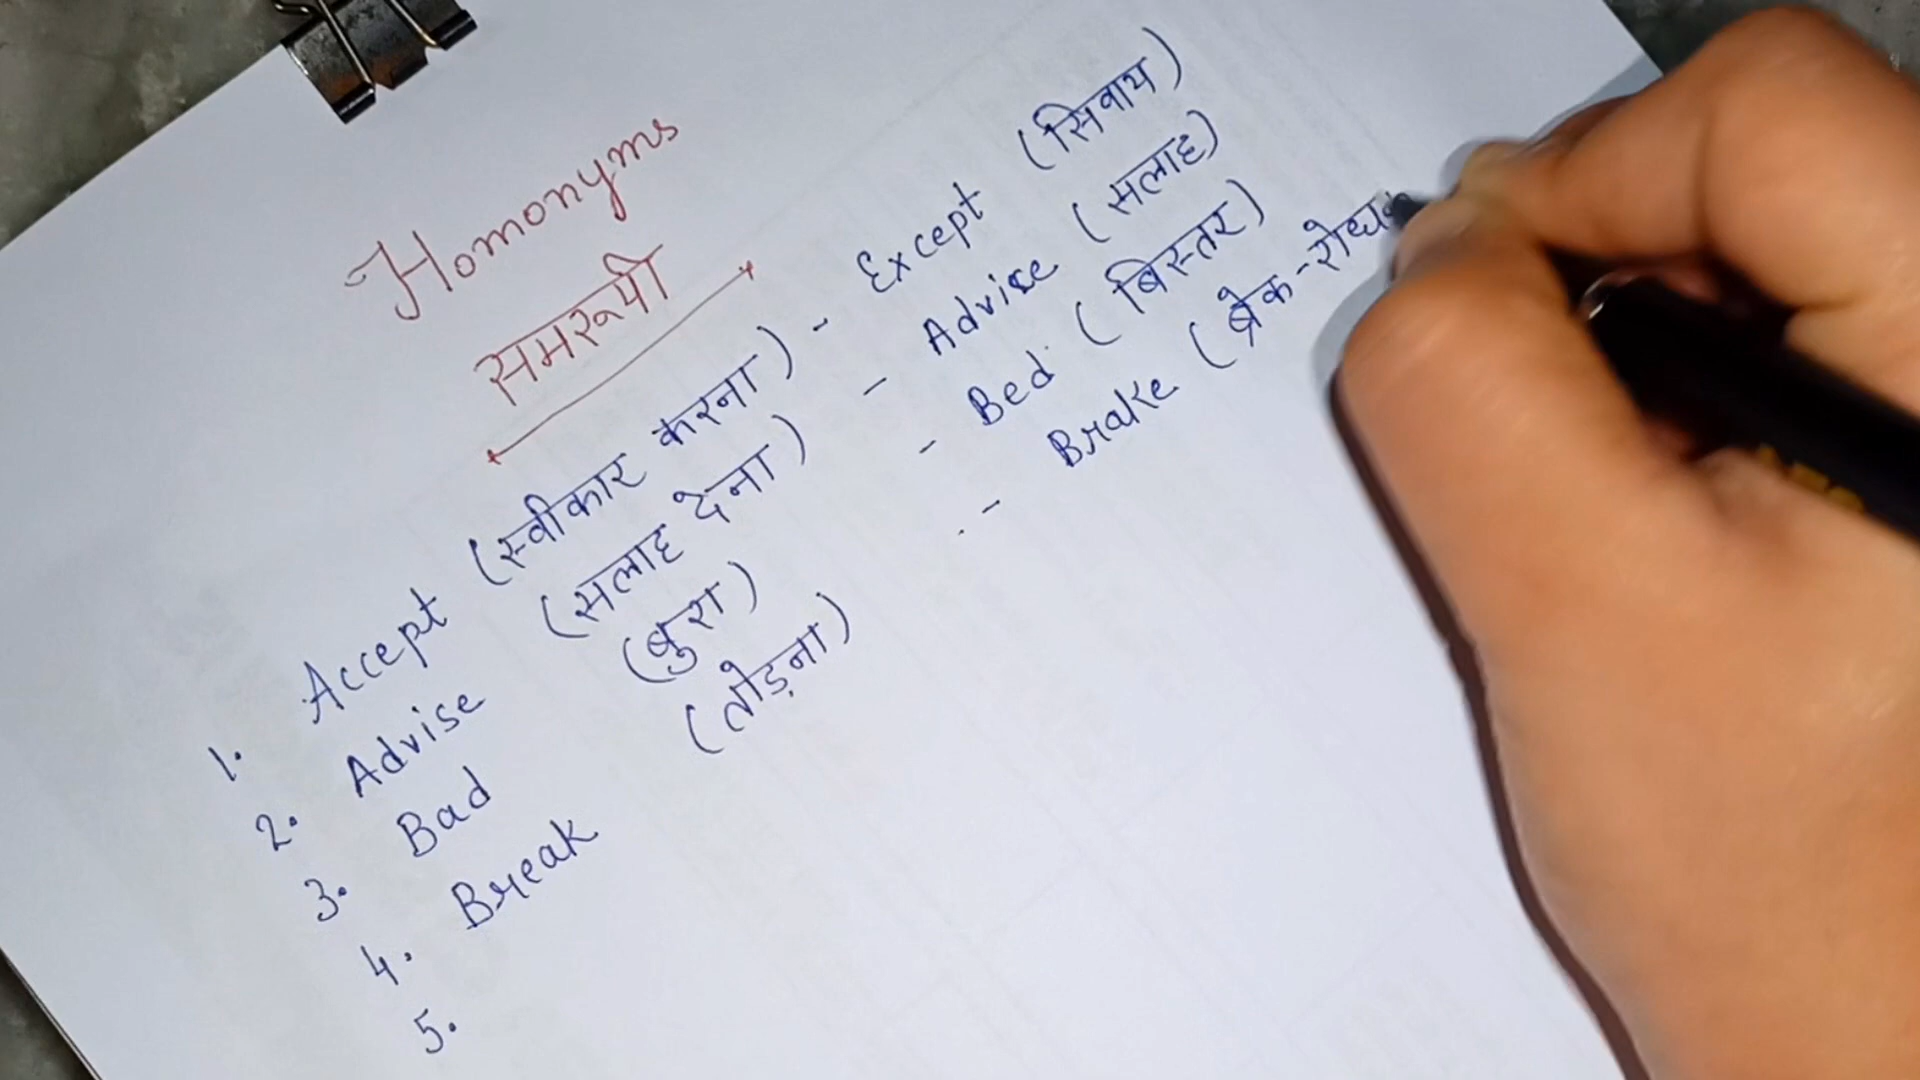 Homonyms
समरूपी
1. Accept (स्वीकार करना) - Except (सिवाय)
2. Advise (सलाह देना) - Advice (सलाह)
3. Bad (बुरा) - Bed (बिस्तर)
4. Break (तोड़ना) - Brake (ब्रेक-रोधक
5.